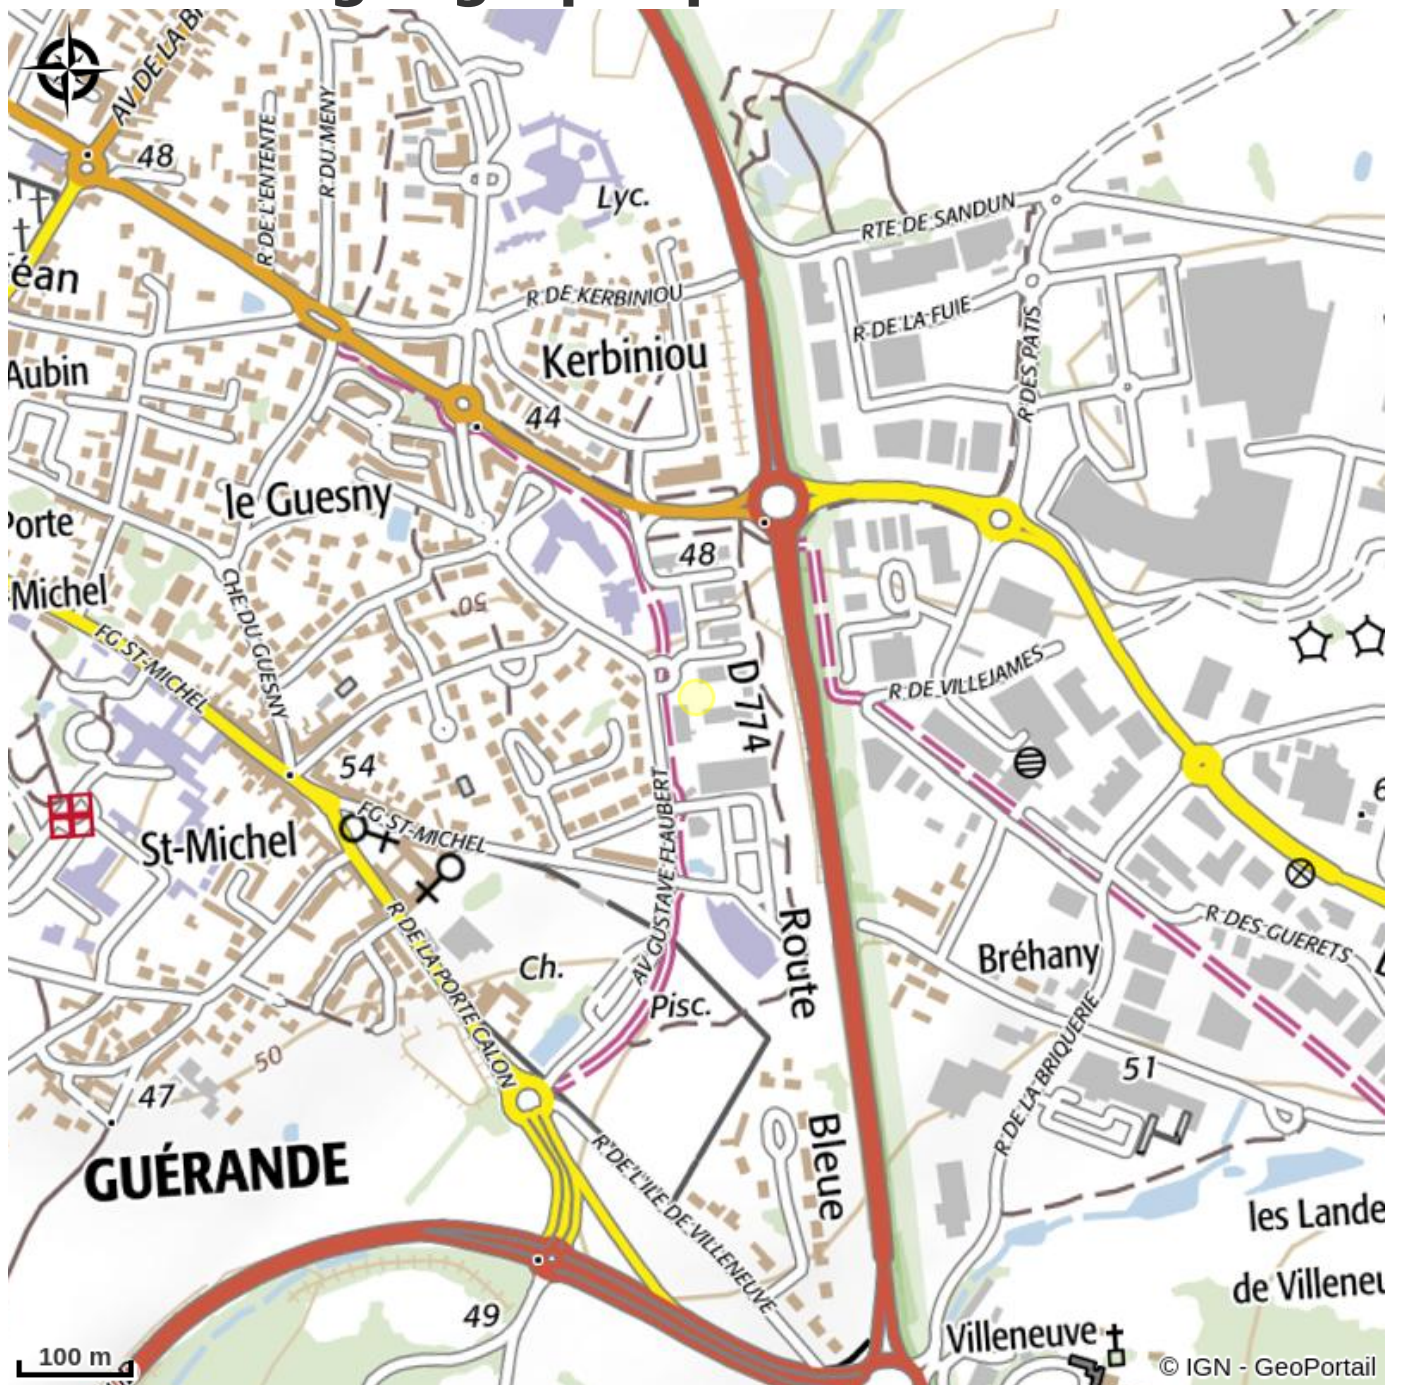 AV DE LA B
48
R DE L'ENTENTE
R DU MENY
Lyc.
RTE DE SANDUN
éan
R DE KERBINIOU
R DE LA FUIE
Kerbiniou
R DES PATIS
Aubin
44
le Guesny
Porte
Michel
48
CHE DU GUESNY
50
FG ST-MICHEL
D 774
R DE VILLEJAMES
54
FG ST-MICHEL
AV GUSTAVE FLAUBERT
St-Michel
R DE LA PORTE CALON
Ch.
Pisc.
Route
Bleue
Bréhany
R DES GUERETS
R DE LA BRIQUERIE
50
47
51
GUÉRANDE
R DE L'ILE DE VILLENEUVE
les Lande
de Villeneu
49
Villeneuve
100 m
© IGN - GeoPortail